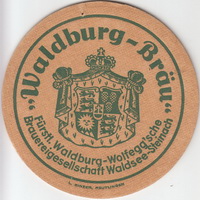 „Waldburg-Bräu"
Fürstl. Waldburg-Wolfegg'sche
Brauereigesellschaft Waldsee-Steinach